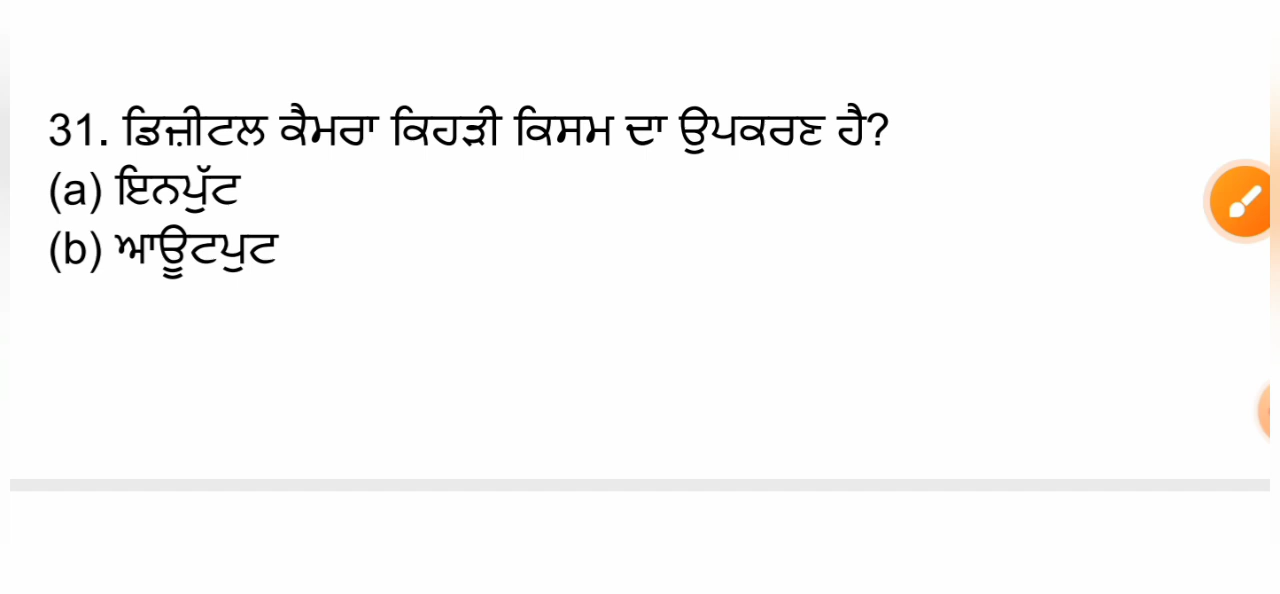 31. ਡਿਜ਼ੀਟਲ ਕੈਮਰਾ ਕਿਹੜੀ ਕਿਸਮ ਦਾ ਉਪਕਰਣ ਹੈ?
(a) ਇਨਪੁੱਟ
(b) ਆਊਟਪੁਟ